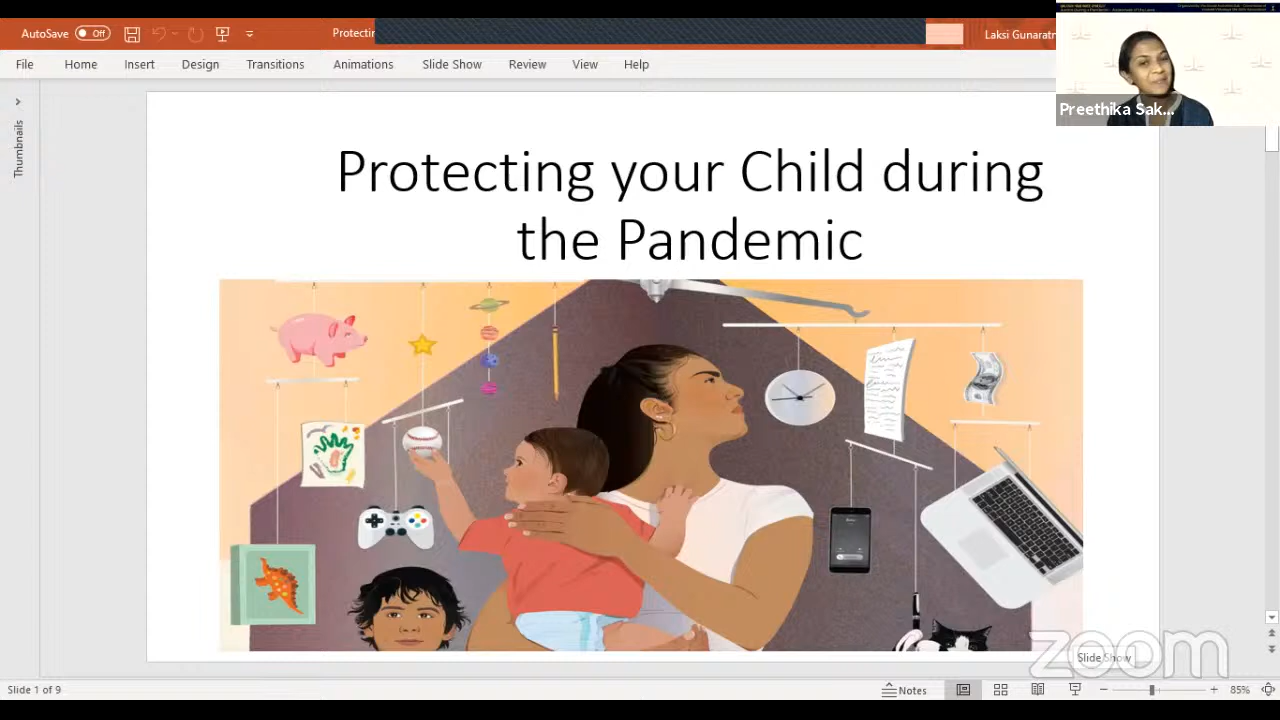 AutoSave
Off
Protectin
Laksi Gunaratn
File
Home
Insert
Design
Transitions
Animations
Slide Show
Review
View
Help
Preethika Sak...
Thumbnails
Protecting your Child during
the Pandemic
zoom
Slide Show
Slide 1 of 9
Notes
85%